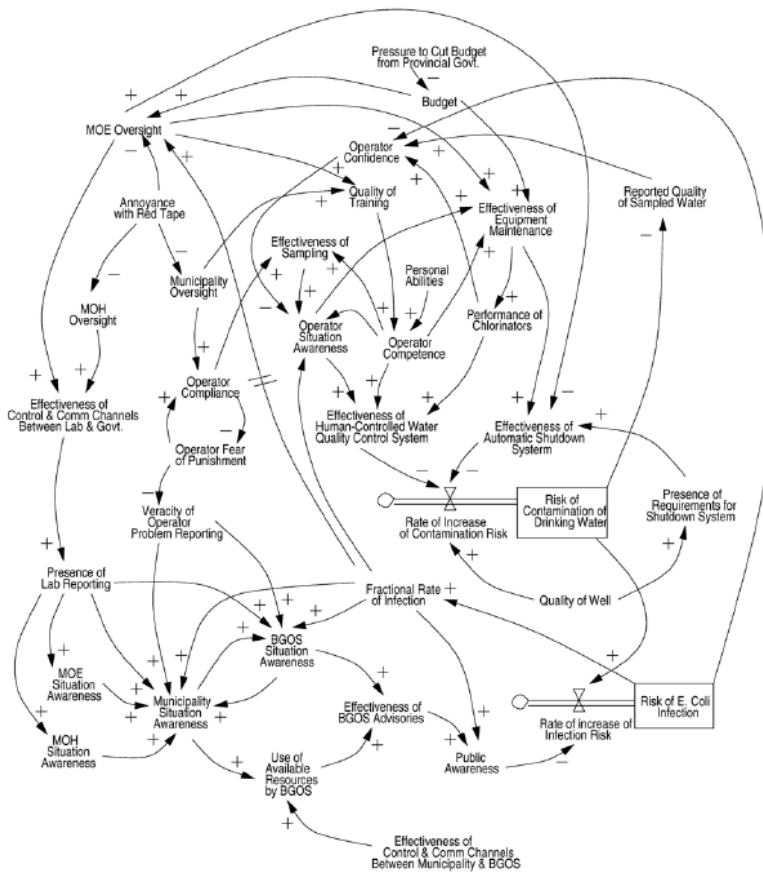 Pressure to Cut Budget
from Provincial Govt.
Budget
MOE Oversight
Operator
Confidence
Annoyance
with Red Tape
Quality of
Training
Effectiveness of
Equipment
Maintenance
Reported Quality
of Sampled Water
Effectiveness of
Sampling
Municipality
Oversight
Personal
Abilities
MOH
Oversight
Operator
Situation
Awareness
Operator
Competence
Performance of
Chlorinators
Operator
Compliance
Effectiveness of
Control & Comm Channels
Between Lab & Govt.
Effectiveness of
Human-Controlled Water
Quality Control System
Effectiveness of
Automatic Shutdown
Systerm
Operator Fear
of Punishment
Veracity of
Operator
Problem Reporting
Rate of Increase
of Contamination Risk
Risk of
Contamination of
Drinking Water
Presence of
Requirements for
Shutdown System
Presence of
Lab Reporting
Fractional Rate
of Infection
Quality of Well
BGOS
Situation
Awareness
MOE
Situation
Awareness
Municipality
Situation
Awareness
Effectiveness
of BGOS Advisories
Rate of increase of
Infection Risk
Risk of E. Coli
Infection
MOH
Situation
Awareness
Use of
Available
Resources
by BGOS
Public
Awareness
Effectiveness of
Control & Comm Channels
Between Municipality & BGOS